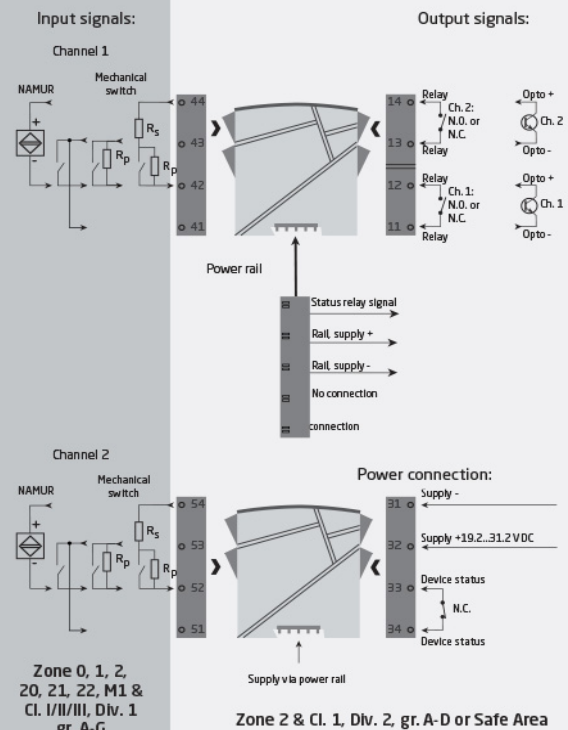 Input signals:
Output signals:
Channel 1
NAMUR
Mechanical
switch
+
-
Rp
Rs
Rp
44
43
42
41
14
13
12
11
Relay
Ch. 2:
N.O. or
N.C.
Relay
Relay
Ch. 1:
N.O. or
N.C.
Relay
Opto +
Ch. 2
Opto -
Opto +
Ch. 1
Opto -
Power rail
Status relay signal
Rail, supply +
Rail, supply -
No connection
connection
Channel 2
NAMUR
Mechanical
switch
+
-
Rp
Rs
Rp
54
53
52
51
Power connection:
31
32
33
34
Supply -
Supply +19.2...31.2 VDC
Device status
N.C.
Device status
Supply via power rail
Zone 0, 1, 2,
20, 21, 22, M1 &
Cl. I/II/III, Div. 1
gr. A-G
Zone 2 & Cl. 1, Div. 2, gr. A-D or Safe Area